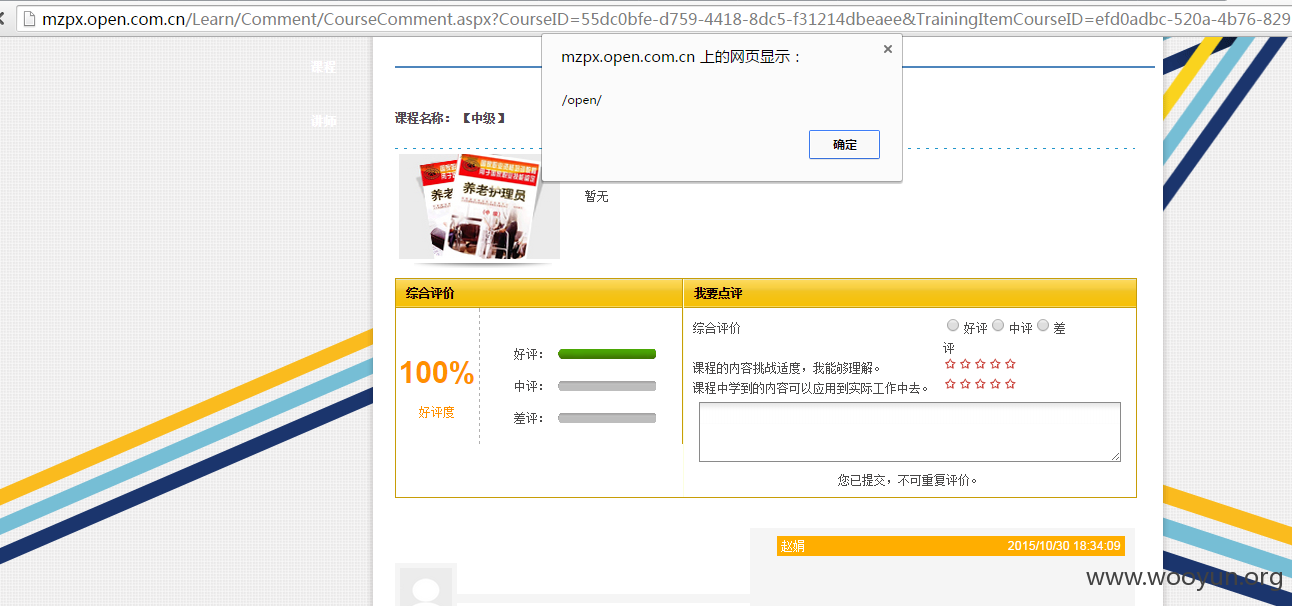 mzpx.open.com.cn/Learn/Comment/CourseComment.aspx?CourseID=55dc0bfe-d759-4418-8dc5-f31214dbeaee&TrainingItemCourseID=efd0adbc-520a-4b76-829
mzpx.open.com.cn 上的网页显示：
课程
/open/
课程名称：【中级】
讲师
确定
养老护理员
暂无
综合评价
我要点评
综合评价
好评 中评 差
评
好评：
100%
课程的内容挑战适度，我能够理解。
中评：
课程中学到的内容可以应用到实际工作中去。
好评度
差评：
您已提交，不可重复评价。
赵娟
2015/10/30 18:34:09
www.wooyun.org